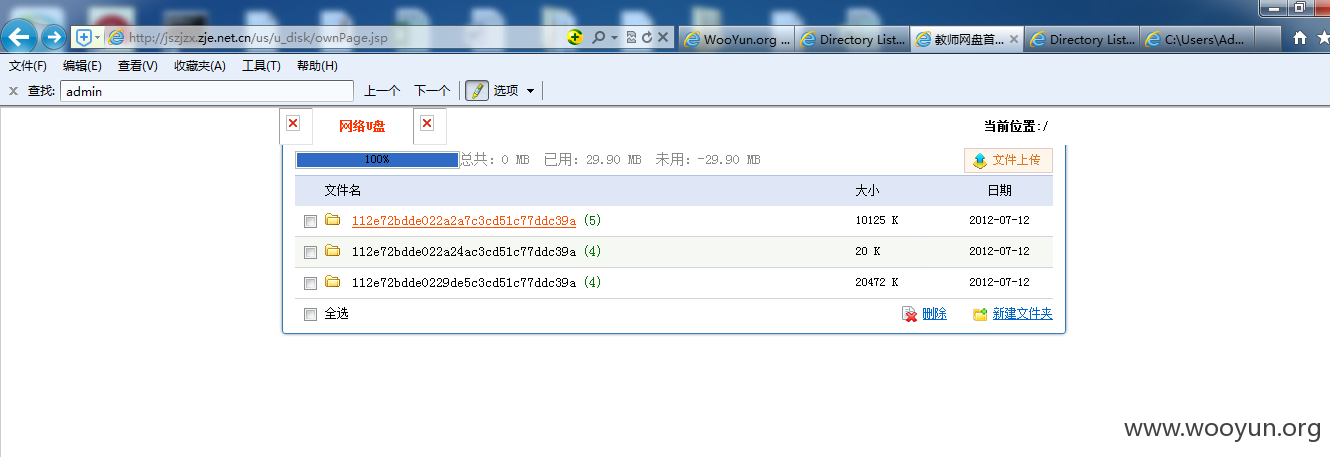 http://jszjzx.zje.net.cn/us/u_disk/ownPage.jsp
WooYun.org ...
Directory List...
教师网盘首...
Directory List...
C:\Users\Ad...
文件(F) 编辑(E) 查看(V) 收藏夹(A) 工具(T) 帮助(H)
查找: admin 上一个 下一个 选项
网络U盘 当前位置:/
100% 总共: 0 MB 已用: 29.90 MB 未用: -29.90 MB 文件上传
文件名 大小 日期
112e72bdde022a2a7c3cd51c77ddc39a (5) 10125 K 2012-07-12
112e72bdde022a24ac3cd51c77ddc39a (4) 20 K 2012-07-12
112e72bdde0229de5c3cd51c77ddc39a (4) 20472 K 2012-07-12
全选 删除 新建文件夹
www.wooyun.org